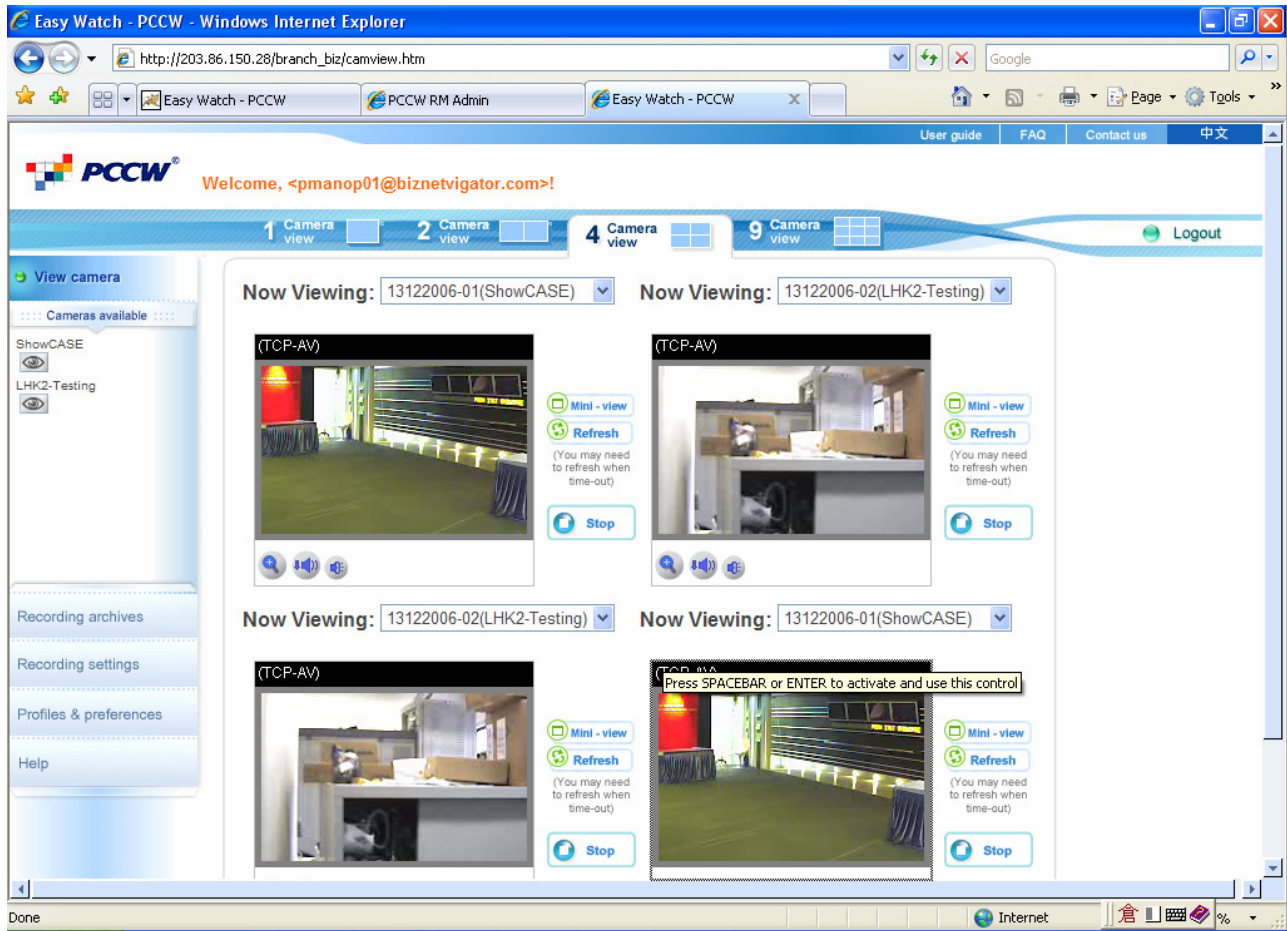 Easy Watch - PCCW - Windows Internet Explorer
http://203.86.150.28/branch_biz/camview.htm
Google
Easy Watch - PCCW
PCCW RM Admin
Easy Watch - PCCW
Page
Tools
User guide
FAQ
Contact us
中文
PCCW®
Welcome, <pmanop01@biznetvigator.com>!
1 Camera view
2 Camera view
4 Camera view
9 Camera view
Logout
View camera
:::: Cameras available ::::
ShowCASE
LHK2-Testing
Recording archives
Recording settings
Profiles & preferences
Help
Now Viewing: 13122006-01(ShowCASE)
(TCP-AV)
Mini - view
Refresh
(You may need
to refresh when
time-out)
Stop
Now Viewing: 13122006-02(LHK2-Testing)
(TCP-AV)
Mini - view
Refresh
(You may need
to refresh when
time-out)
Stop
Now Viewing: 13122006-02(LHK2-Testing)
(TCP-AV)
Mini - view
Refresh
(You may need
to refresh when
time-out)
Stop
Now Viewing: 13122006-01(ShowCASE)
Press SPACEBAR or ENTER to activate and use this control
Mini - view
Refresh
(You may need
to refresh when
time-out)
Stop
Done
Internet
倉
%